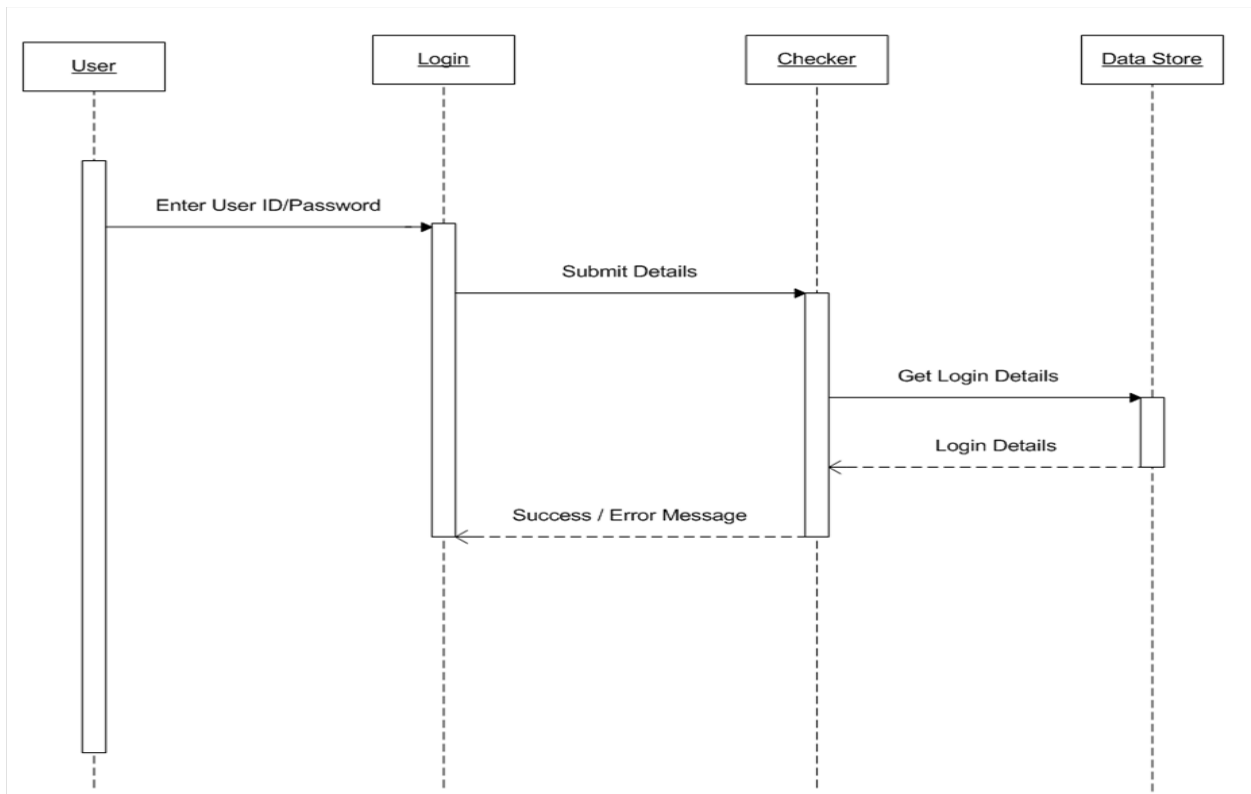 User
Login
Checker
Data Store
Enter User ID/Password
Submit Details
Get Login Details
Login Details
Success / Error Message